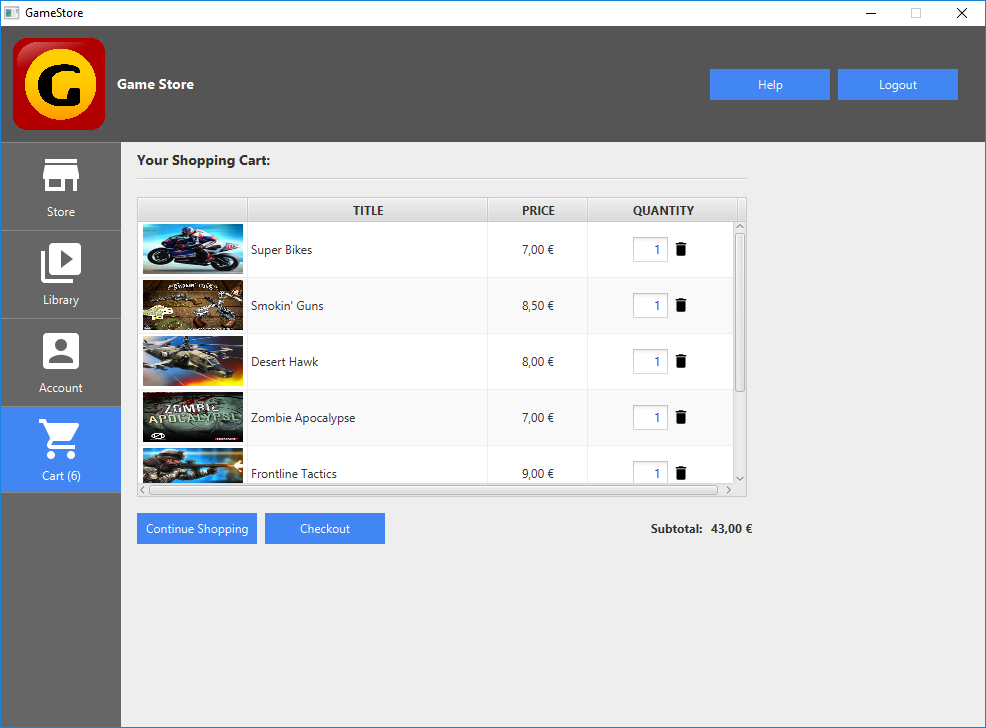 GameStore
G
Game Store
Help
Logout
Store
Library
Account
Cart (6)
Your Shopping Cart:
TITLE PRICE QUANTITY
Super Bikes 7,00 € 1
Smokin' Guns 8,50 € 1
Desert Hawk 8,00 € 1
ZOMBIE
APOCALYPSE
Zombie Apocalypse 7,00 € 1
Frontline Tactics 9,00 € 1
Continue Shopping
Checkout
Subtotal: 43,00 €